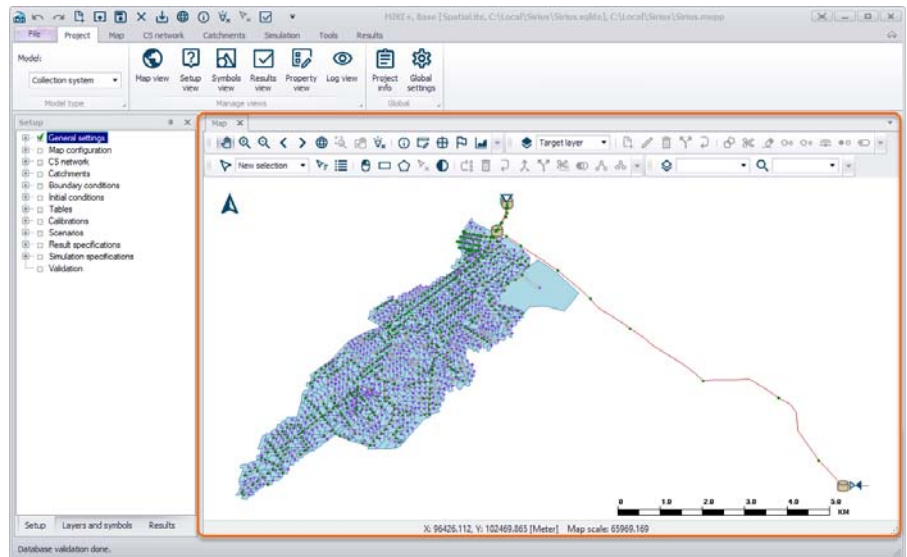 MIKE+, Base [SpatiaLite, C:\Local\Sirius\Sirius.sqlite], C:\Local\Sirius\Sirius.mupp
File Project Map CS network Catchments Simulation Tools Results
Model:
Collection system
Map view
Setup view
Symbols view
Results view
Property view
Log view
Project info
Global settings
Model type
Manage views
Global
Setup
Map
General settings
Map configuration
CS network
Catchments
Boundary conditions
Initial conditions
Tables
Calibrations
Scenarios
Result specifications
Simulation specifications
Validation
Target layer
New selection
0 1.0 2.0 3.0 4.0 5.0
KM
Setup Layers and symbols Results
X: 96426.112, Y: 102469.865 [Meter] Map scale: 65969.169
Database validation done.